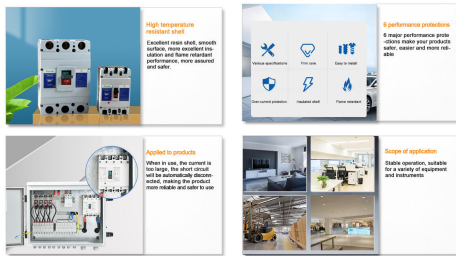 High temperature
resistant shell
Excellent resin shell, smooth
surface, more excellent ins-
ulation and flame retardant
performance, more assured
and safer.
6 performance protections
6 major performance prote
-ctions make your products
safer, easier and more reli-
able
Various specifications
Firm core
Easy to install
Over current protection
Insulated shell
Flame retardant
Applied to products
When in use, the current is
too large, the short circuit
will be automatically discon-
ected, making the product
more reliable and safer to use
Scope of application
Stable operation, suitable
for a variety of equipment
and instruments